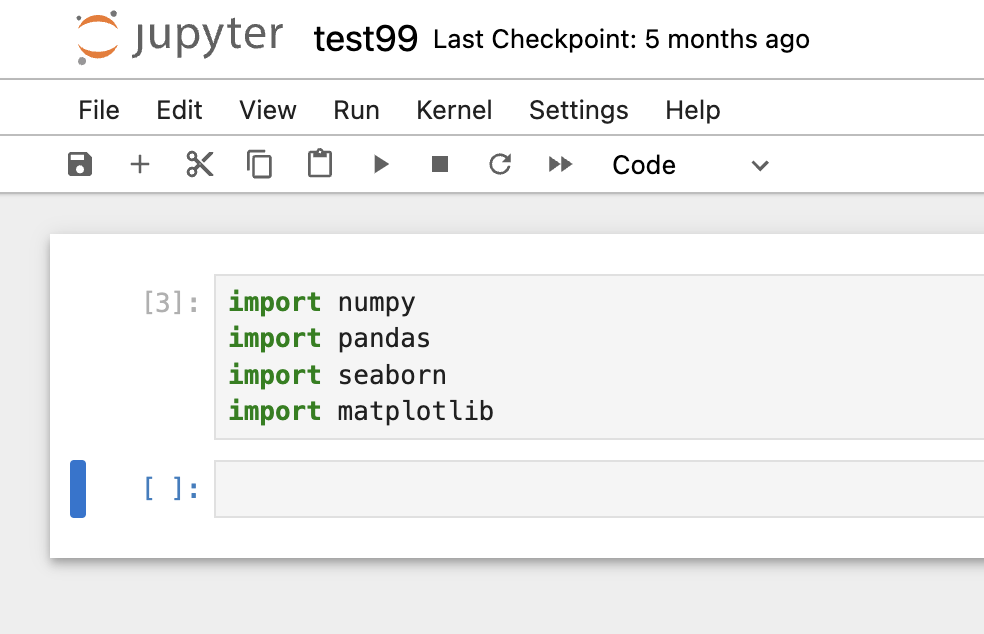 jupyter test99 Last Checkpoint: 5 months ago
File Edit View Run Kernel Settings Help
Code
[3]: import numpy
import pandas
import seaborn
import matplotlib
[ ]: